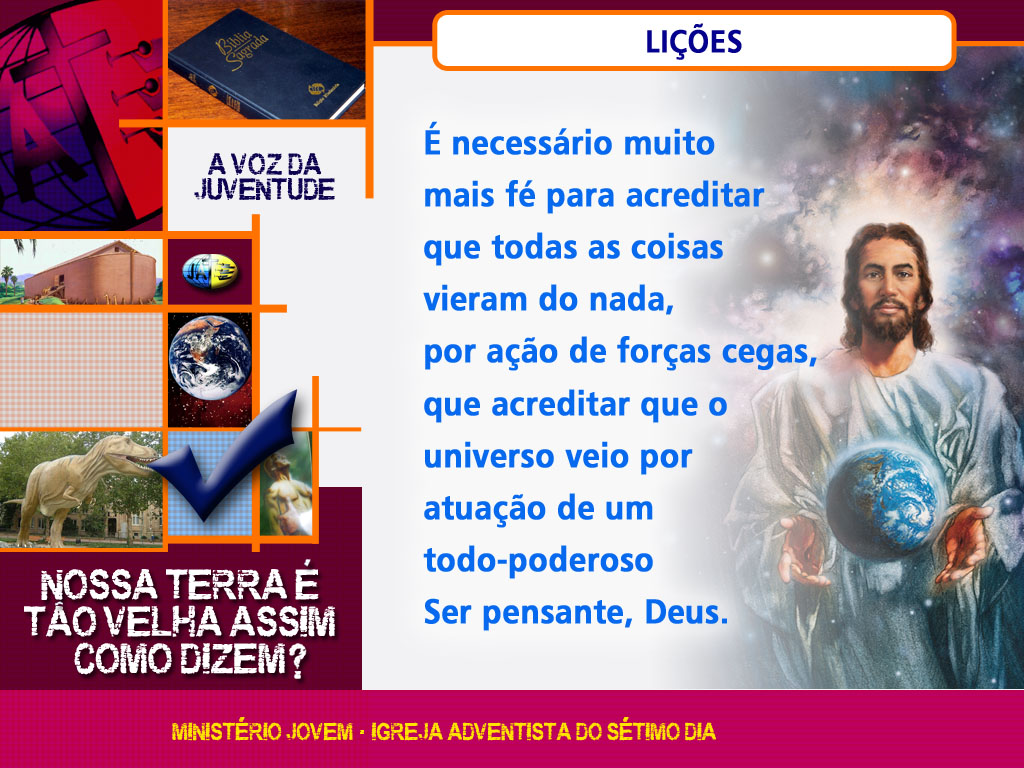 LIÇÕES
Bíblia
Sagrada
A VOZ DA
JUVENTUDE
É necessário muito
mais fé para acreditar
que todas as coisas
vieram do nada,
por ação de forças cegas,
que acreditar que o
universo veio por
atuação de um
todo-poderoso
Ser pensante, Deus.
NOSSA TERRA É
TÃO VELHA ASSIM
COMO DIZEM?
MINISTÉRIO JOVEM - IGREJA ADVENTISTA DO SÉTIMO DIA